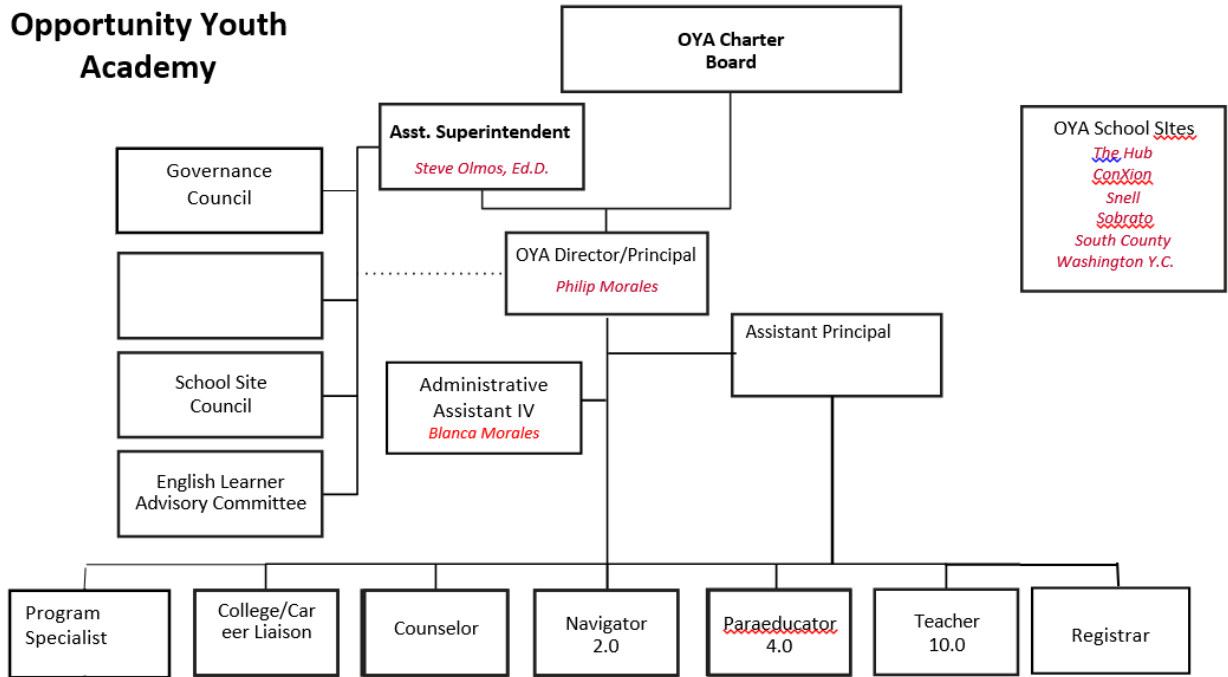 Opportunity Youth
Academy
OYA Charter
Board
Asst. Superintendent
Steve Olmos, Ed.D.
OYA School SItes
The Hub
ConXion
Snell
Sobrato
South County
Washington Y.C.
Governance
Council
OYA Director/Principal
Philip Morales
Assistant Principal
School Site
Council
Administrative
Assistant IV
Blanca Morales
English Learner
Advisory Committee
Program
Specialist
College/Car
eer Liaison
Counselor
Navigator
2.0
Paraeducator
4.0
Teacher
10.0
Registrar